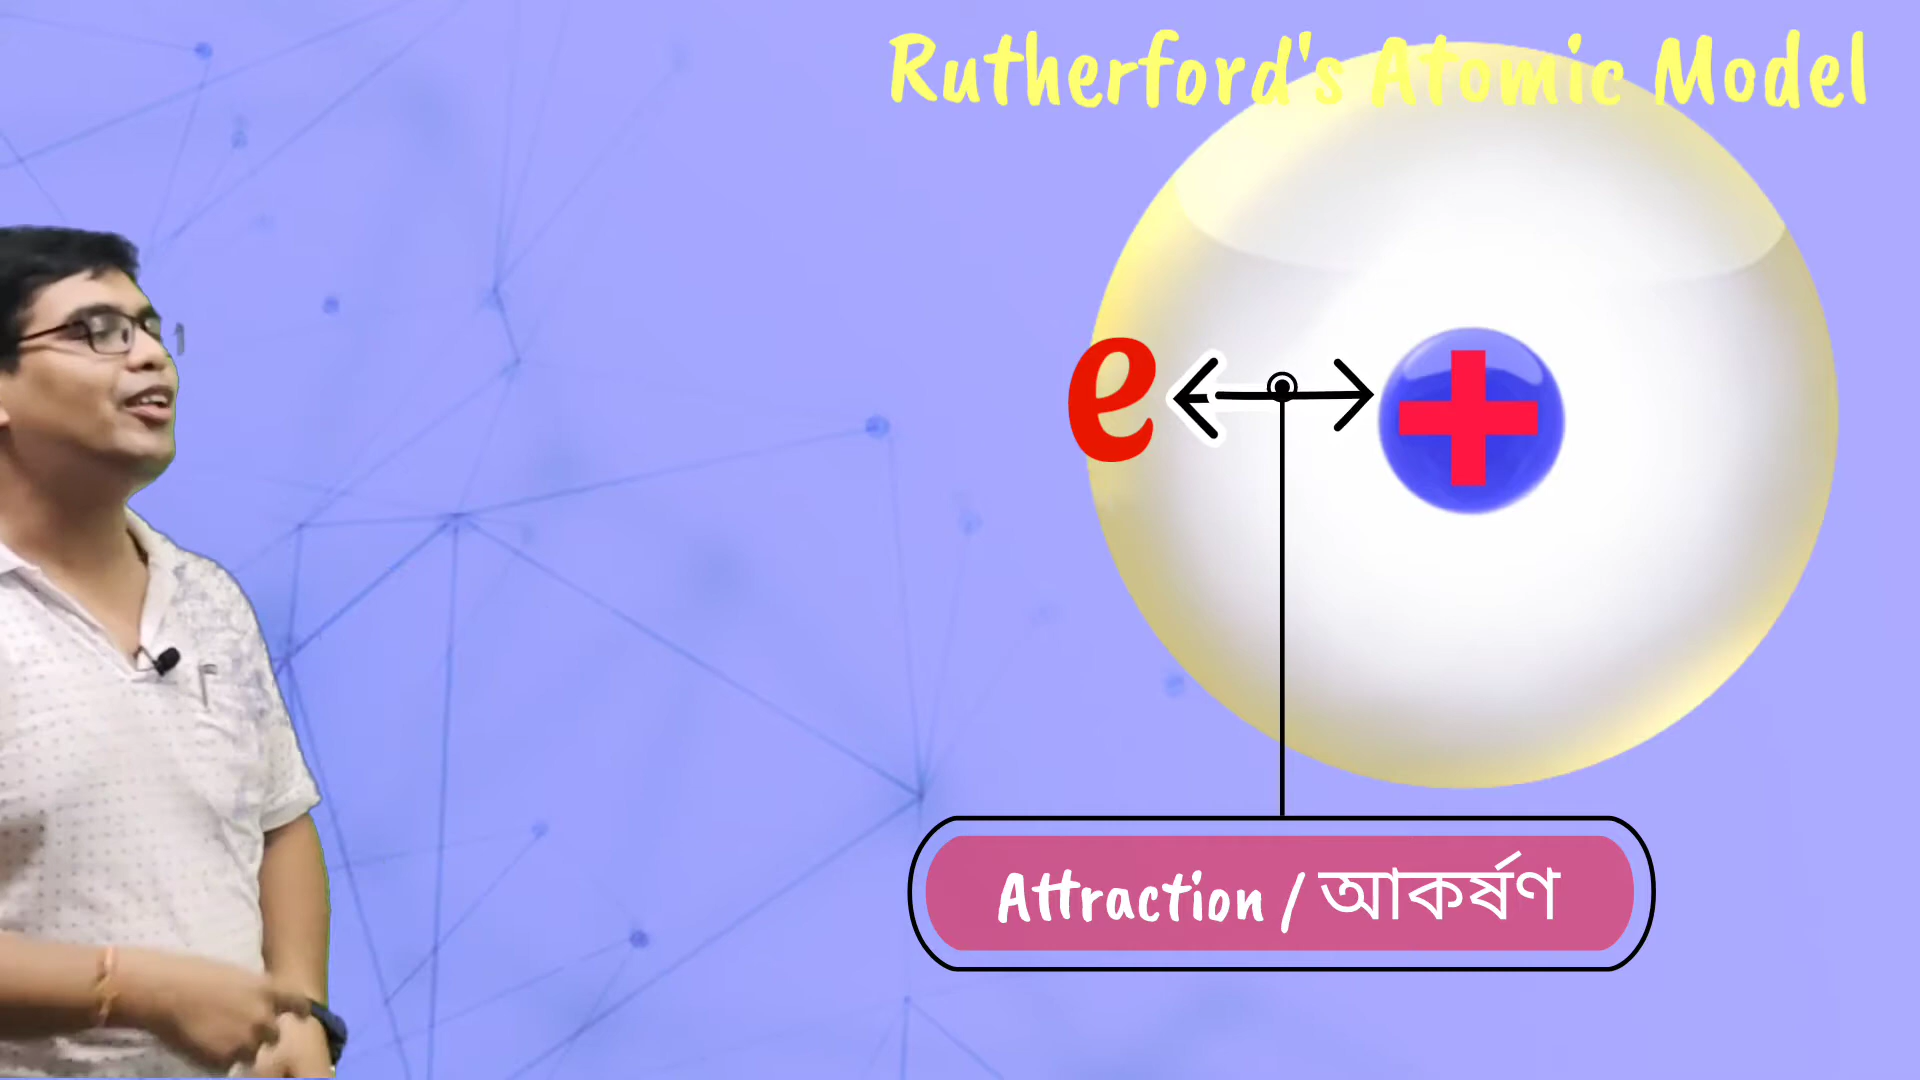 Rutherford's Atomic Model
e
Attraction / আকর্ষণ